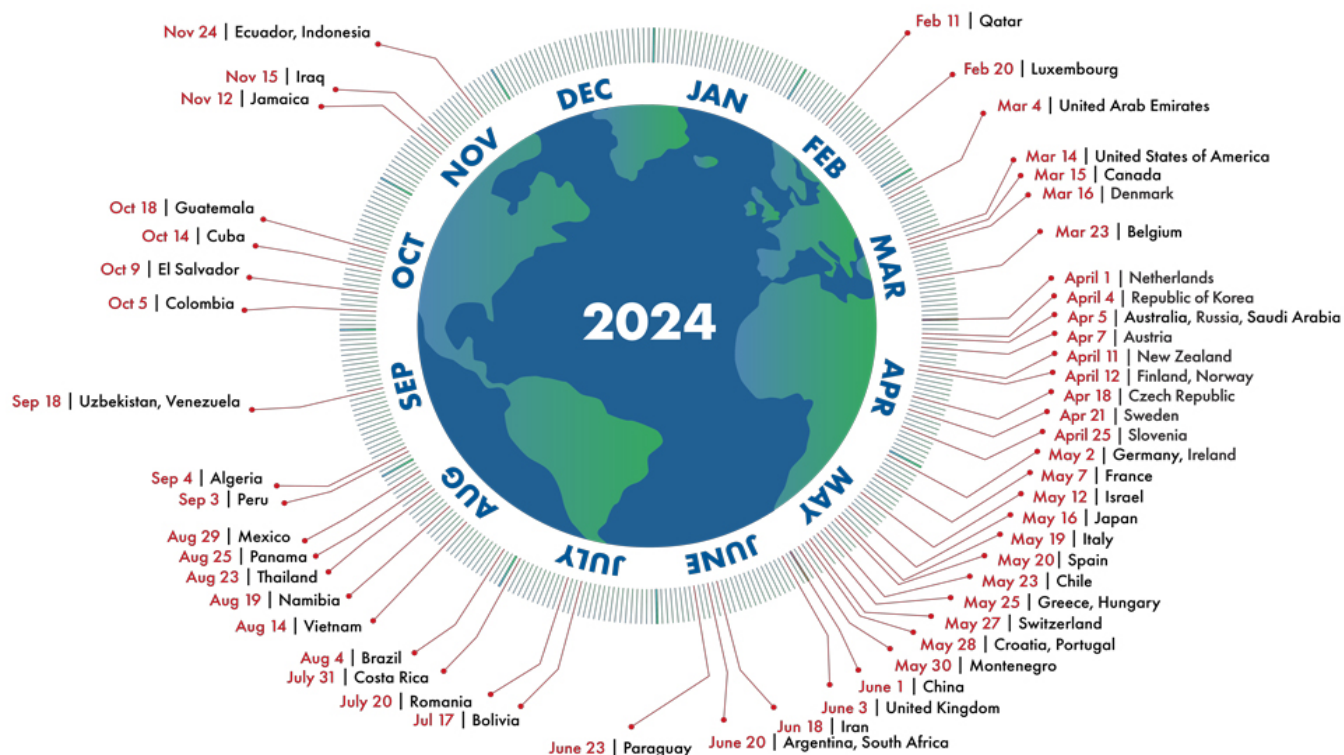 Feb 11 | Qatar
Feb 20 | Luxembourg
Mar 4 | United Arab Emirates
Mar 14 | United States of America
Mar 15 | Canada
Mar 16 | Denmark
Mar 23 | Belgium
April 1 | Netherlands
April 4 | Republic of Korea
Apr 5 | Australia, Russia, Saudi Arabia
Apr 7 | Austria
April 11 | New Zealand
April 12 | Finland, Norway
Apr 18 | Czech Republic
Apr 21 | Sweden
April 25 | Slovenia
May 2 | Germany, Ireland
May 7 | France
May 12 | Israel
May 16 | Japan
May 19 | Italy
May 20 | Spain
May 23 | Chile
May 25 | Greece, Hungary
May 27 | Switzerland
May 28 | Croatia, Portugal
May 30 | Montenegro
June 1 | China
June 3 | United Kingdom
Jun 18 | Iran
June 20 | Argentina, South Africa
June 23 | Paraguay
Jul 17 | Bolivia
July 20 | Romania
July 31 | Costa Rica
Aug 4 | Brazil
Aug 14 | Vietnam
Aug 19 | Namibia
Aug 23 | Thailand
Aug 25 | Panama
Aug 29 | Mexico
Sep 3 | Peru
Sep 4 | Algeria
Sep 18 | Uzbekistan, Venezuela
Oct 5 | Colombia
Oct 9 | El Salvador
Oct 14 | Cuba
Oct 18 | Guatemala
Nov 12 | Jamaica
Nov 15 | Iraq
Nov 24 | Ecuador, Indonesia
JAN
FEB
MAR
APR
MAY
JUNE
JULY
AUG
SEP
OCT
NOV
DEC
2024